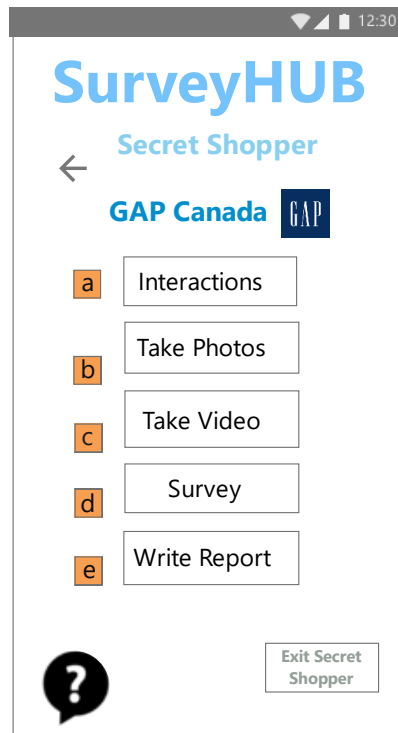 12:30
SurveyHUB
Secret Shopper
GAP Canada GAP
a Interactions
b Take Photos
c Take Video
d Survey
e Write Report
Exit Secret
Shopper
?